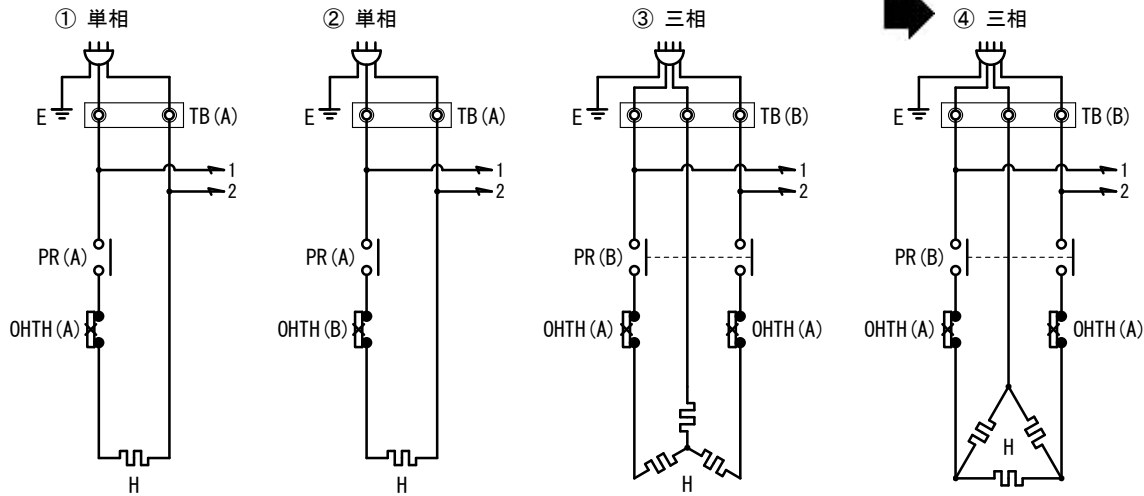 ① 単相
E
TB(A)
1
2
PR(A)
OHTH(A)
H
② 単相
E
TB(A)
1
2
PR(A)
OHTH(B)
H
③ 三相
E
TB(B)
1
2
PR(B)
OHTH(A)
OHTH(A)
H
④ 三相
E
TB(B)
1
2
PR(B)
OHTH(A)
OHTH(A)
H